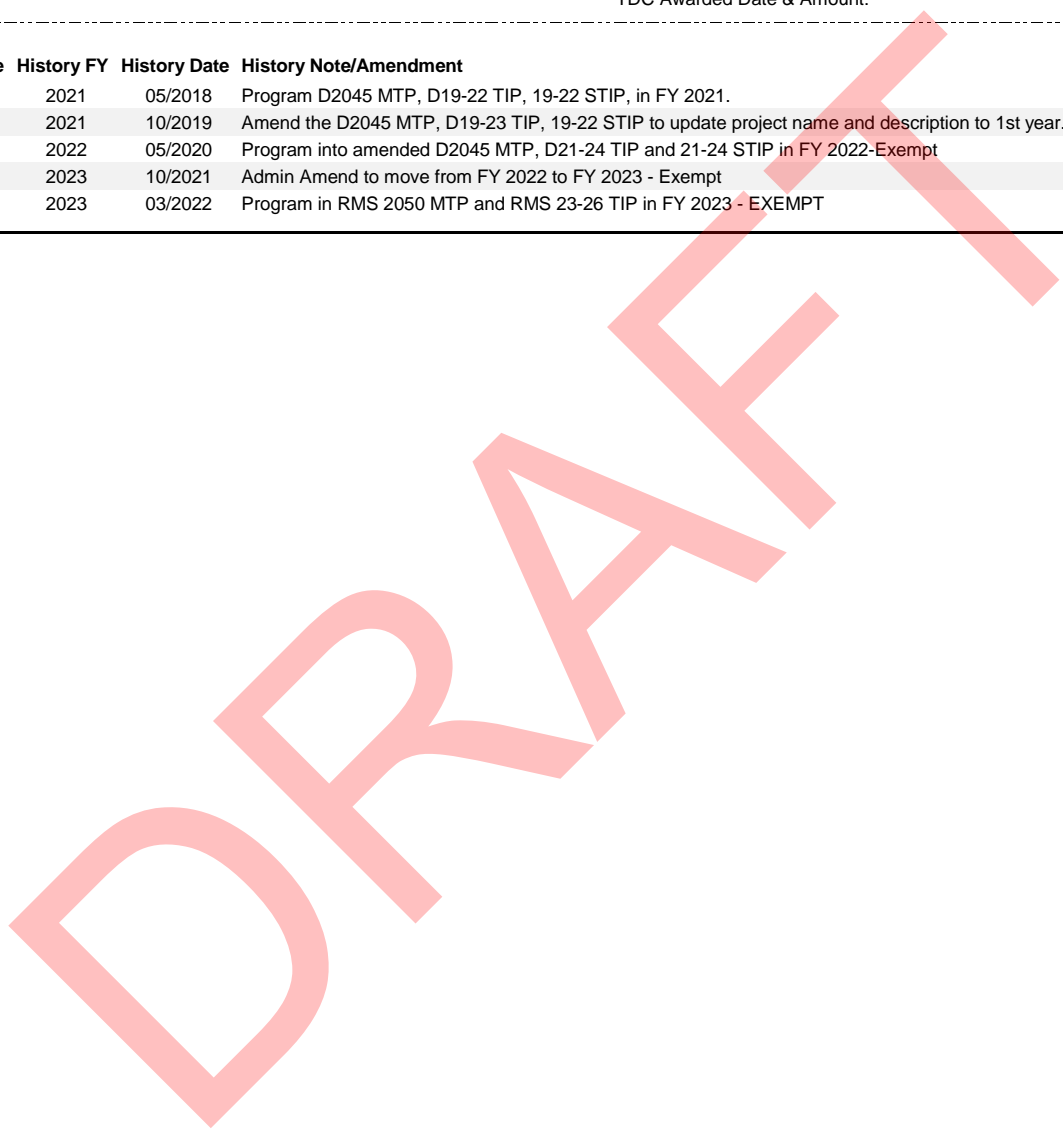 TDC Awarded Date & Amount:
e History FY History Date History Note/Amendment
2021 05/2018 Program D2045 MTP, D19-22 TIP, 19-22 STIP, in FY 2021.
2021 10/2019 Amend the D2045 MTP, D19-23 TIP, 19-22 STIP to update project name and description to 1st year.
2022 05/2020 Program into amended D2045 MTP, D21-24 TIP and 21-24 STIP in FY 2022-Exempt
2023 10/2021 Admin Amend to move from FY 2022 to FY 2023 - Exempt
2023 03/2022 Program in RMS 2050 MTP and RMS 23-26 TIP in FY 2023 - EXEMPT
DRAFT